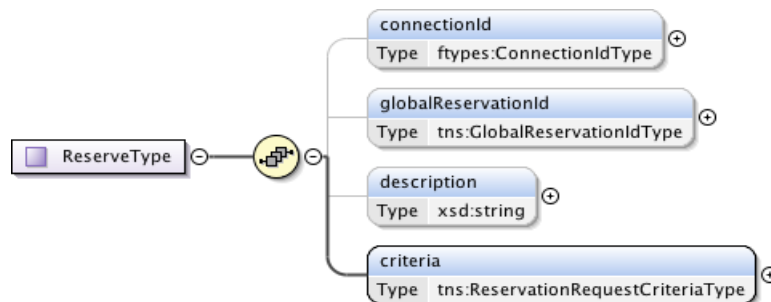 connectionId
Type ftypes:ConnectionIdType
globalReservationId
Type tns:GlobalReservationIdType
ReserveType
description
Type xsd:string
criteria
Type tns:ReservationRequestCriteriaType